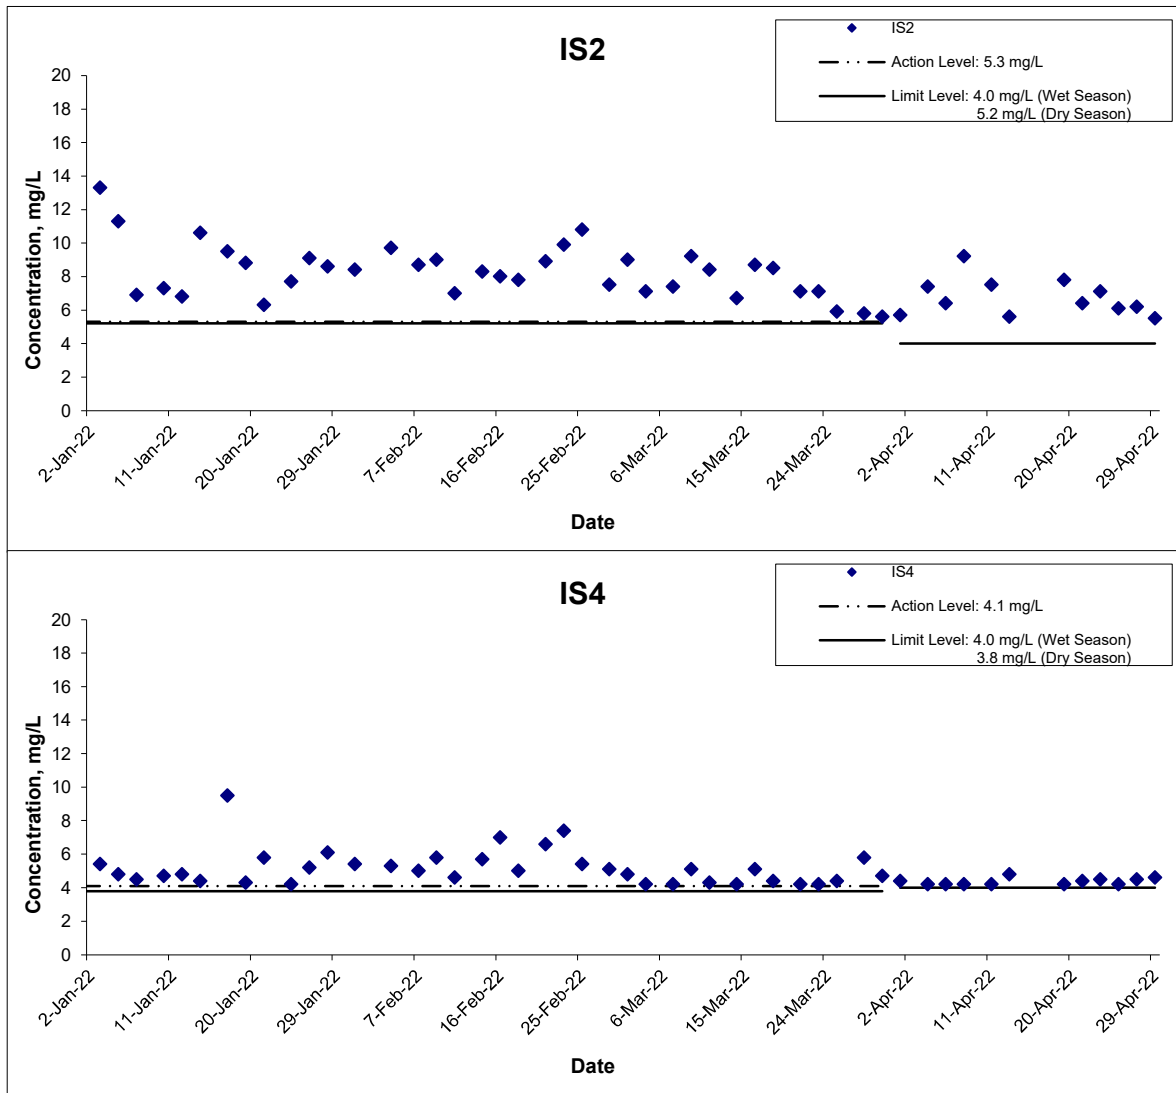 IS2
IS2
Action Level: 5.3 mg/L
Limit Level: 4.0 mg/L (Wet Season)
5.2 mg/L (Dry Season)
Concentration, mg/L
20
18
16
14
12
10
8
6
4
2
0
2-Jan-22
11-Jan-22
20-Jan-22
29-Jan-22
7-Feb-22
16-Feb-22
25-Feb-22
6-Mar-22
15-Mar-22
24-Mar-22
2-Apr-22
11-Apr-22
20-Apr-22
29-Apr-22
Date
IS4
IS4
Action Level: 4.1 mg/L
Limit Level: 4.0 mg/L (Wet Season)
3.8 mg/L (Dry Season)
Concentration, mg/L
20
18
16
14
12
10
8
6
4
2
0
2-Jan-22
11-Jan-22
20-Jan-22
29-Jan-22
7-Feb-22
16-Feb-22
25-Feb-22
6-Mar-22
15-Mar-22
24-Mar-22
2-Apr-22
11-Apr-22
20-Apr-22
29-Apr-22
Date